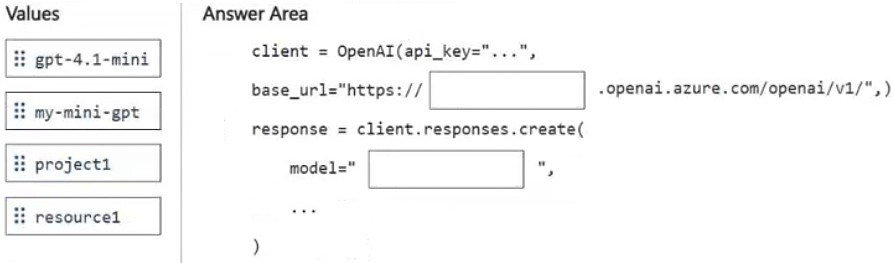 Values
gpt-4.1-mini
my-mini-gpt
project1
resource1
Answer Area
client = OpenAI(api_key="...",
base_url="https:// .openai.azure.com/openai/v1/",)
response = client.responses.create(
model=" ",
...
)